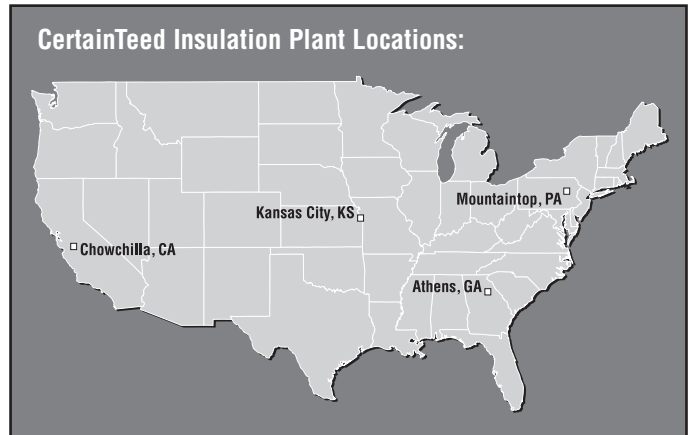 CertainTeed Insulation Plant Locations:
Mountaintop, PA
Kansas City, KS
Chowchilla, CA
Athens, GA